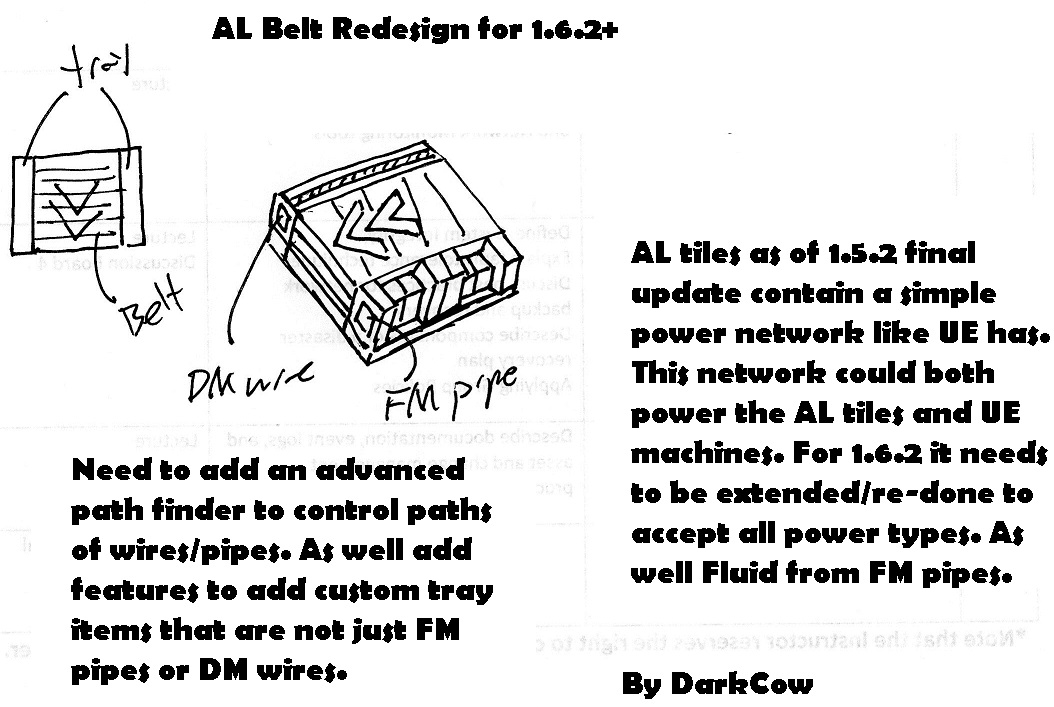 AL Belt Redesign for 1.6.2+
Belt
DM wire
FM pipe
AL tiles as of 1.5.2 final
update contain a simple
power network like UE has.
This network could both
power the AL tiles and UE
machines. For 1.6.2 it needs
to be extended/re-done to
accept all power types. As
well Fluid from FM pipes.
Need to add an advanced
path finder to control paths
of wires/pipes. As well add
features to add custom tray
items that are not just FM
pipes or DM wires.
By DarkCow